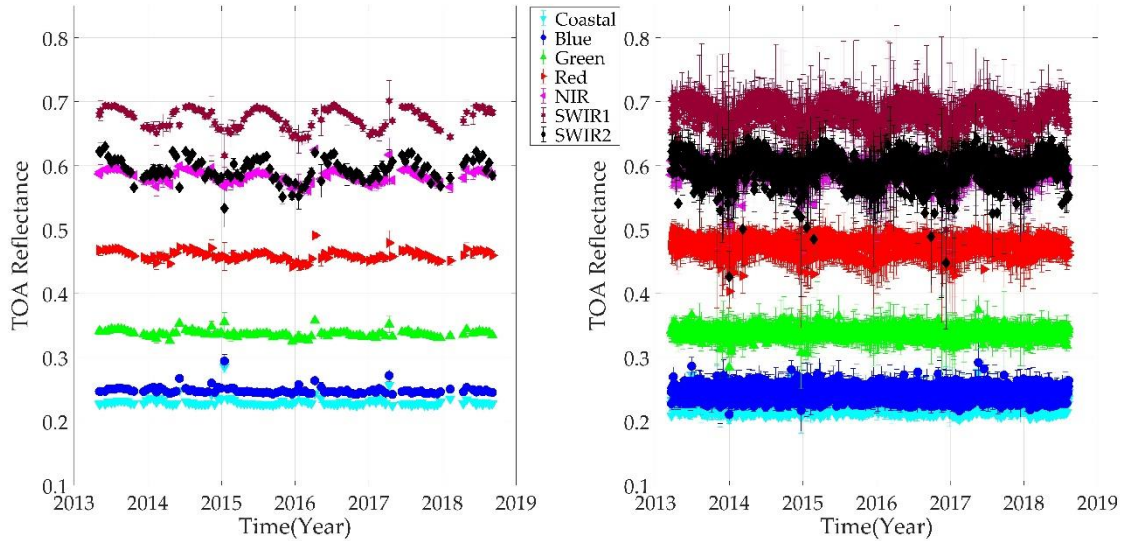 0.8
0.7
0.6
0.5
0.4
0.3
0.2
0.1
TOA Reflectance
2013 2014 2015 2016 2017 2018 2019
Time(Year)
Coastal
Blue
Green
Red
NIR
SWIR1
SWIR2
0.8
0.7
0.6
0.5
0.4
0.3
0.2
0.1
TOA Reflectance
2013 2014 2015 2016 2017 2018 2019
Time(Year)